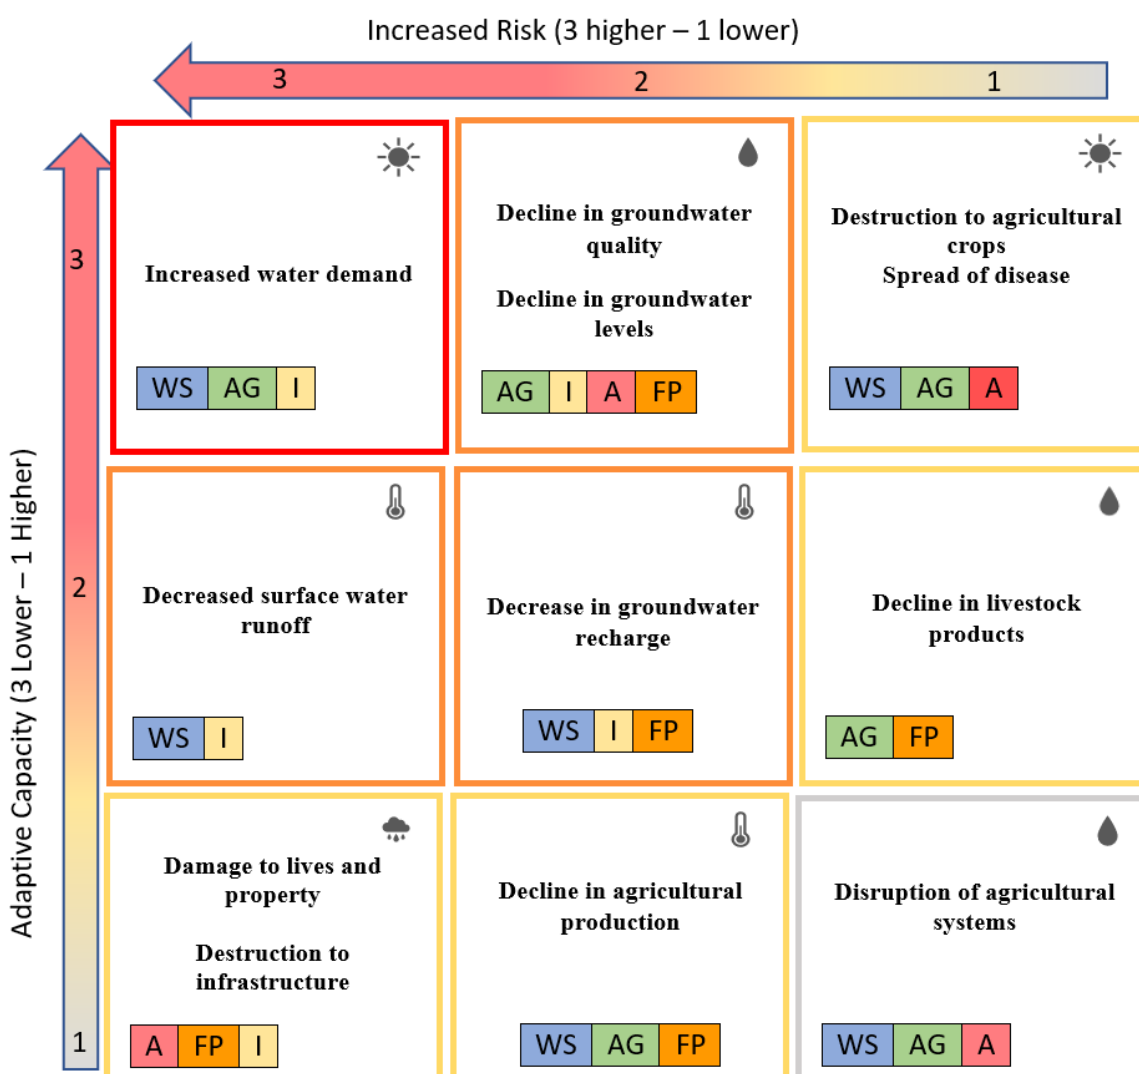 Increased Risk (3 higher – 1 lower)
3
2
1
Adaptive Capacity (3 Lower – 1 Higher)
3
Increased water demand
WS AG I
Decline in groundwater
quality
Decline in groundwater
levels
AG I A FP
Destruction to agricultural
crops
Spread of disease
WS AG A
2
Decreased surface water
runoff
WS I
Decrease in groundwater
recharge
WS I FP
Decline in livestock
products
AG FP
1
Damage to lives and
property
Destruction to
infrastructure
A FP I
Decline in agricultural
production
WS AG FP
Disruption of agricultural
systems
WS AG A